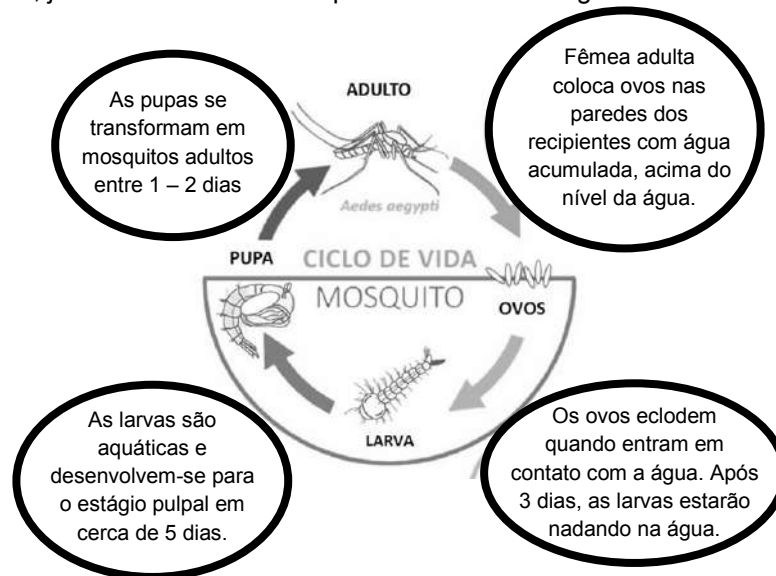 As pupas se
transformam em
mosquitos adultos
entre 1 – 2 dias
ADULTO
Fêmea adulta
coloca ovos nas
paredes dos
recipientes com água
acumulada, acima do
nível da água.
Aedes aegypti
PUPA
CICLO DE VIDA
MOSQUITO
OVOS
LARVA
As larvas são
aquáticas e
desenvolvem-se para
o estágio pulpal em
cerca de 5 dias.
Os ovos eclodem
quando entram em
contato com a água. Após
3 dias, as larvas estarão
nadando na água.